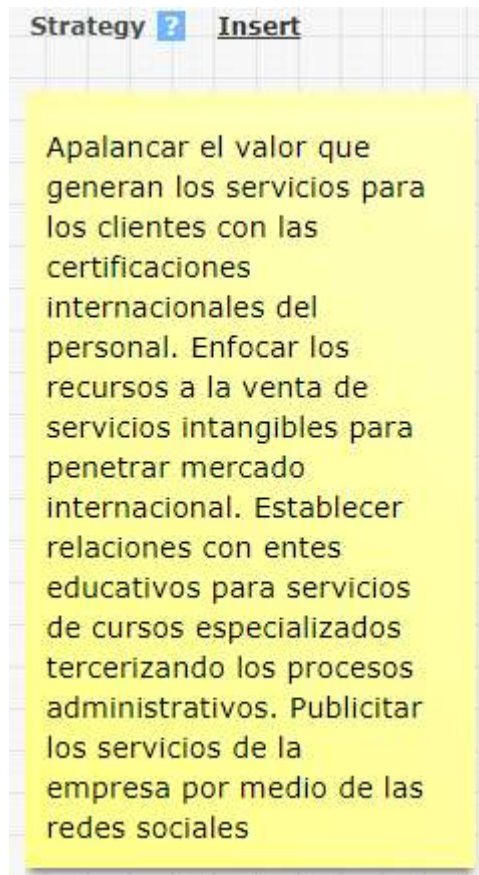 Strategy ? Insert
Apalancar el valor que
generan los servicios para
los clientes con las
certificaciones
internacionales del
personal. Enfocar los
recursos a la venta de
servicios intangibles para
penetrar mercado
internacional. Establecer
relaciones con entes
educativos para servicios
de cursos especializados
tercerizando los procesos
administrativos. Publicitar
los servicios de la
empresa por medio de las
redes sociales